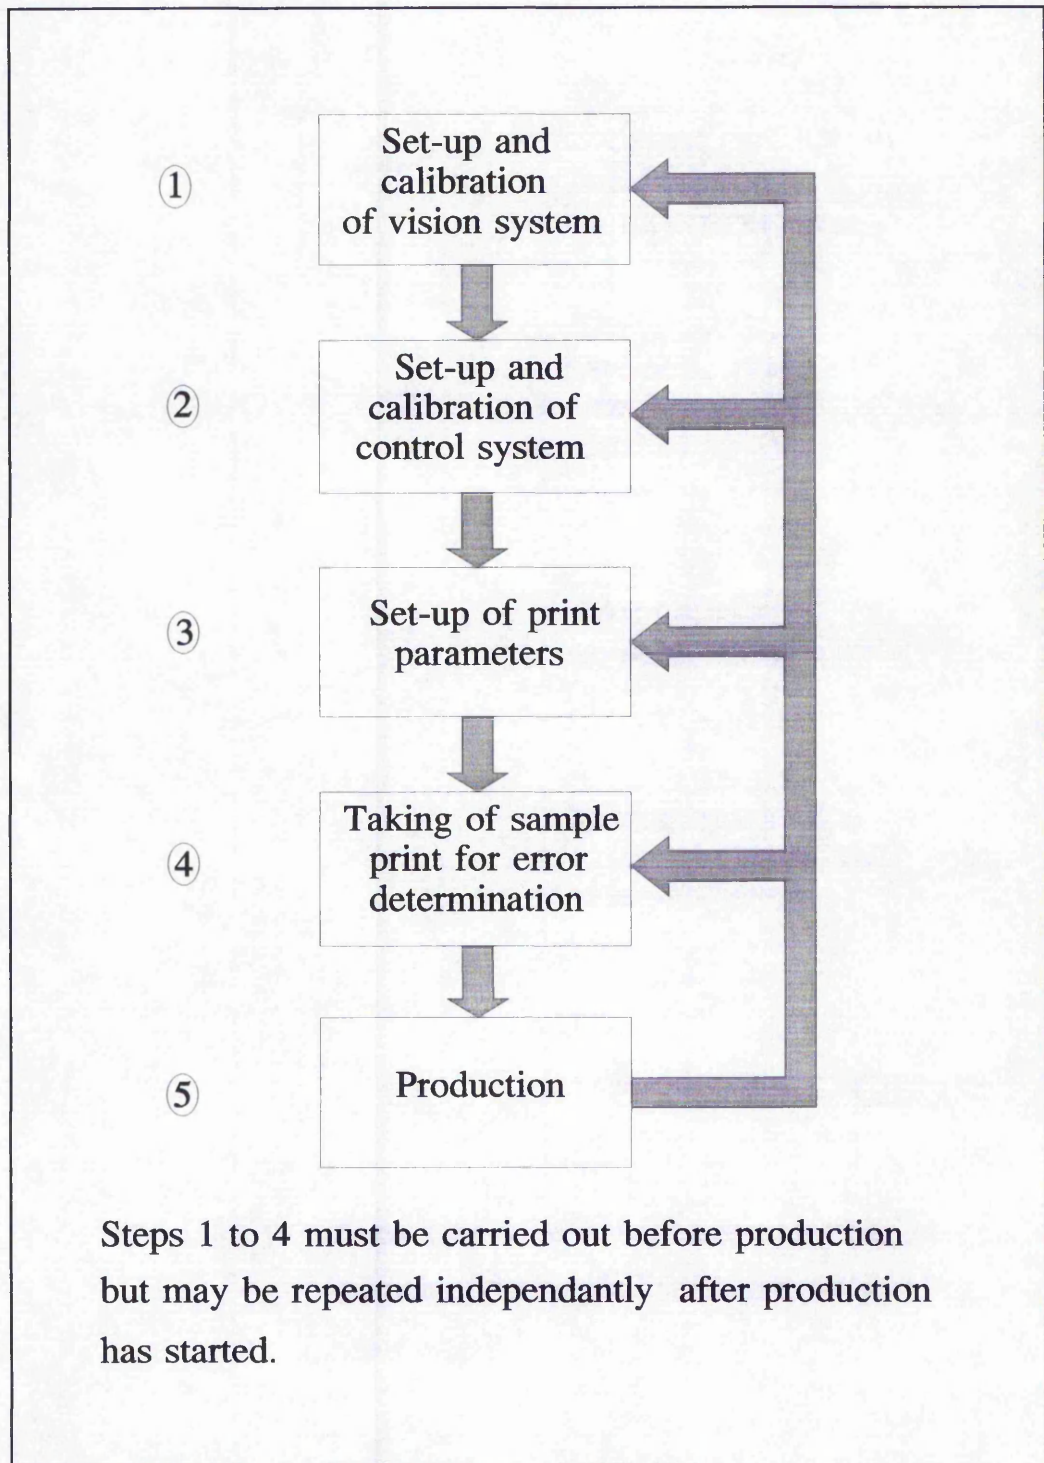 ①
Set-up and
calibration
of vision system
②
Set-up and
calibration of
control system
③
Set-up of print
parameters
④
Taking of sample
print for error
determination
⑤
Production
Steps 1 to 4 must be carried out before production
but may be repeated independantly after production
has started.